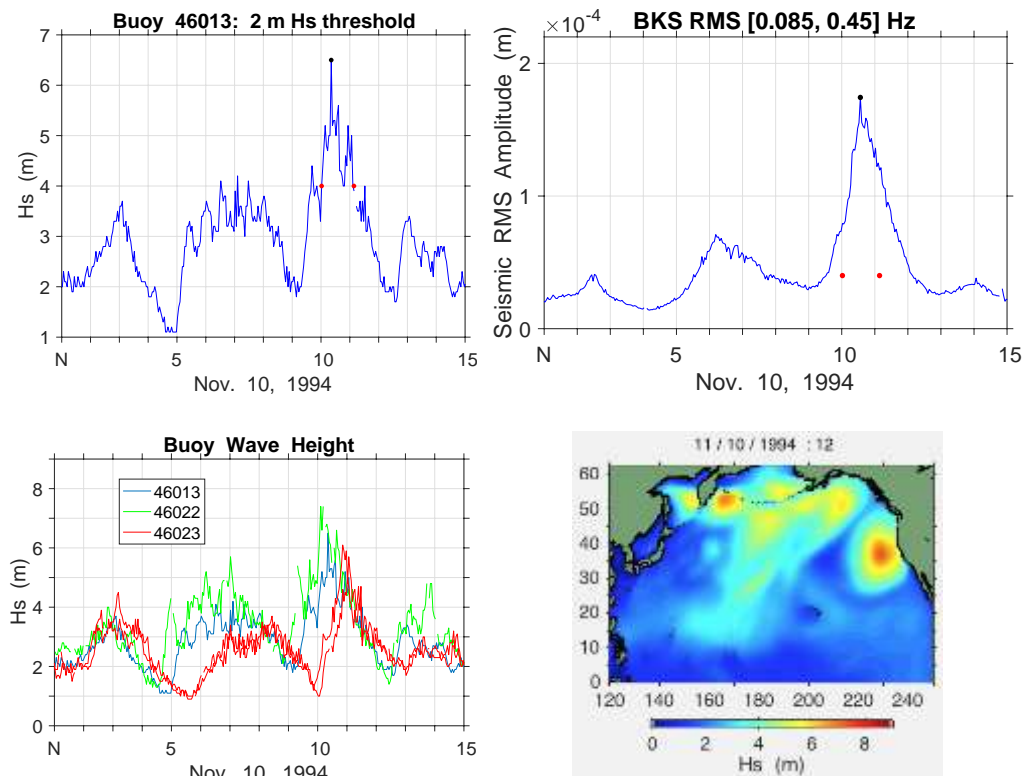 Buoy 46013: 2 m Hs threshold
7
6
5
4
3
2
1
Hs (m)
N 5 10 15
Nov. 10, 1994
BKS RMS [0.085, 0.45] Hz
×10-4
2
1
0
Seismic RMS Amplitude (m)
N 5 10 15
Nov. 10, 1994
Buoy Wave Height
46013
46022
46023
8
6
4
2
0
Hs (m)
N 5 10 15
Nov. 10, 1994
11 / 10 / 1994 : 12
60
50
40
30
20
10
0
120 140 160 180 200 220 240
0 2 4 6 8
Hs (m)